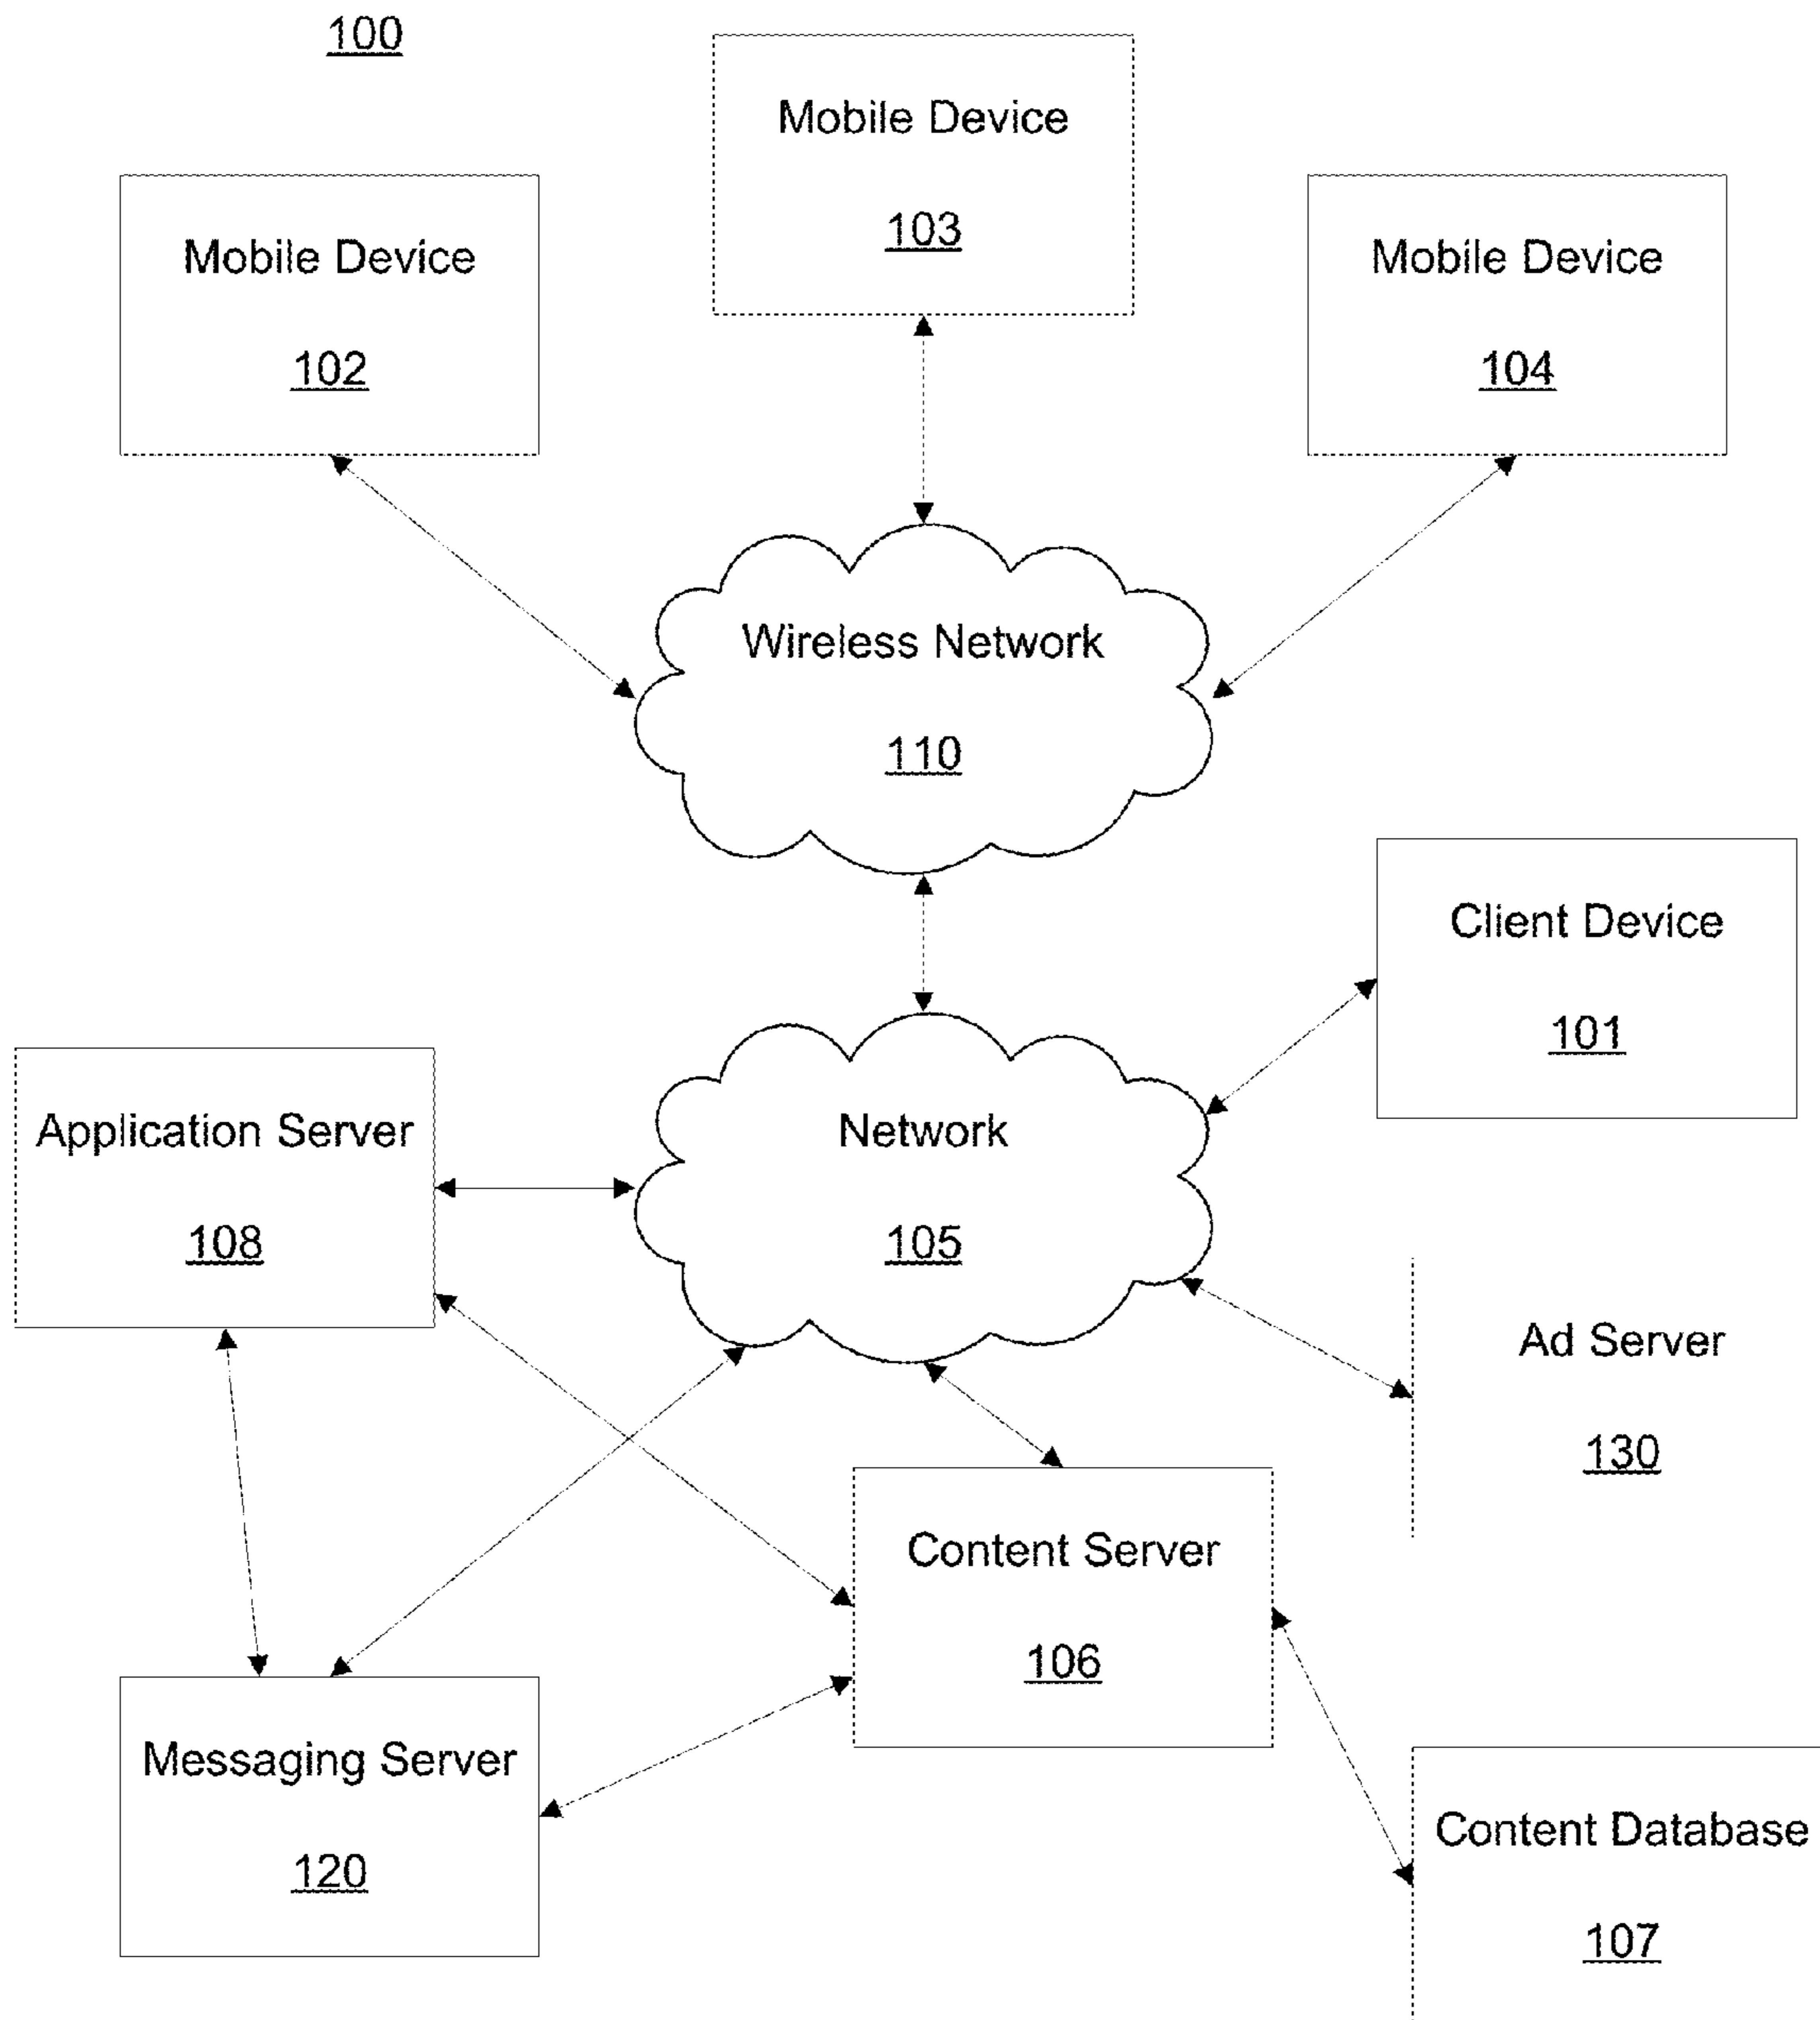 100
Mobile Device
103
Mobile Device
102
Mobile Device
104
Wireless Network
110
Client Device
101
Application Server
108
Network
105
Ad Server
130
Content Server
106
Messaging Server
120
Content Database
107